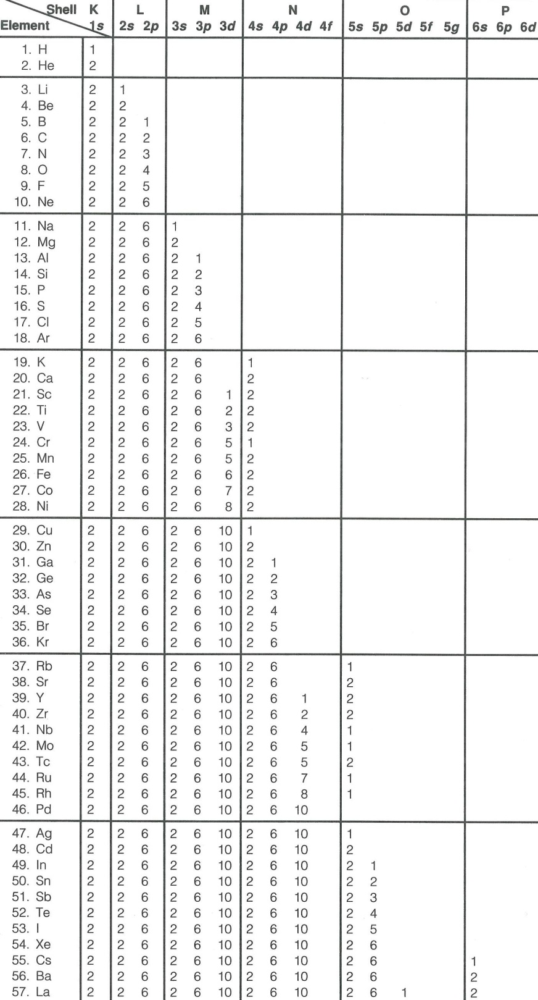 Shell K L M N O P
Element 1s 2s 2p 3s 3p 3d 4s 4p 4d 4f 5s 5p 5d 5f 5g 6s 6p 6d
1. H 1
2. He 2
3. Li 2 2 1
4. Be 2 2
5. B 2 2 1
6. C 2 2 2
7. N 2 2 3
8. O 2 2 4
9. F 2 2 5
10. Ne 2 2 6
11. Na 2 2 6 1
12. Mg 2 2 6 2
13. Al 2 2 6 2 1
14. Si 2 2 6 2 2
15. P 2 2 6 2 3
16. S 2 2 6 2 4
17. Cl 2 2 6 2 5
18. Ar 2 2 6 2 6
19. K 2 2 6 2 6 1
20. Ca 2 2 6 2 6 2
21. Sc 2 2 6 2 6 1 2
22. Ti 2 2 6 2 6 2 2
23. V 2 2 6 2 6 3 2
24. Cr 2 2 6 2 6 5 1
25. Mn 2 2 6 2 6 5 2
26. Fe 2 2 6 2 6 6 2
27. Co 2 2 6 2 6 7 2
28. Ni 2 2 6 2 6 8 2
29. Cu 2 2 6 2 6 10 1
30. Zn 2 2 6 2 6 10 2
31. Ga 2 2 6 2 6 10 2 1
32. Ge 2 2 6 2 6 10 2 2
33. As 2 2 6 2 6 10 2 3
34. Se 2 2 6 2 6 10 2 4
35. Br 2 2 6 2 6 10 2 5
36. Kr 2 2 6 2 6 10 2 6
37. Rb 2 2 6 2 6 10 2 6 1
38. Sr 2 2 6 2 6 10 2 6 2
39. Y 2 2 6 2 6 10 2 6 1 2
40. Zr 2 2 6 2 6 10 2 6 2 2
41. Nb 2 2 6 2 6 10 2 6 4 1
42. Mo 2 2 6 2 6 10 2 6 5 1
43. Tc 2 2 6 2 6 10 2 6 5 2
44. Ru 2 2 6 2 6 10 2 6 7 1
45. Rh 2 2 6 2 6 10 2 6 8 1
46. Pd 2 2 6 2 6 10 2 6 10
47. Ag 2 2 6 2 6 10 2 6 10 1
48. Cd 2 2 6 2 6 10 2 6 10 2
49. In 2 2 6 2 6 10 2 6 10 2 1
50. Sn 2 2 6 2 6 10 2 6 10 2 2
51. Sb 2 2 6 2 6 10 2 6 10 2 3
52. Te 2 2 6 2 6 10 2 6 10 2 4
53. I 2 2 6 2 6 10 2 6 10 2 5
54. Xe 2 2 6 2 6 10 2 6 10 2 6
55. Cs 2 2 6 2 6 10 2 6 10 2 6 1
56. Ba 2 2 6 2 6 10 2 6 10 2 6 2
57. La 2 2 6 2 6 10 2 6 10 2 6 1 2